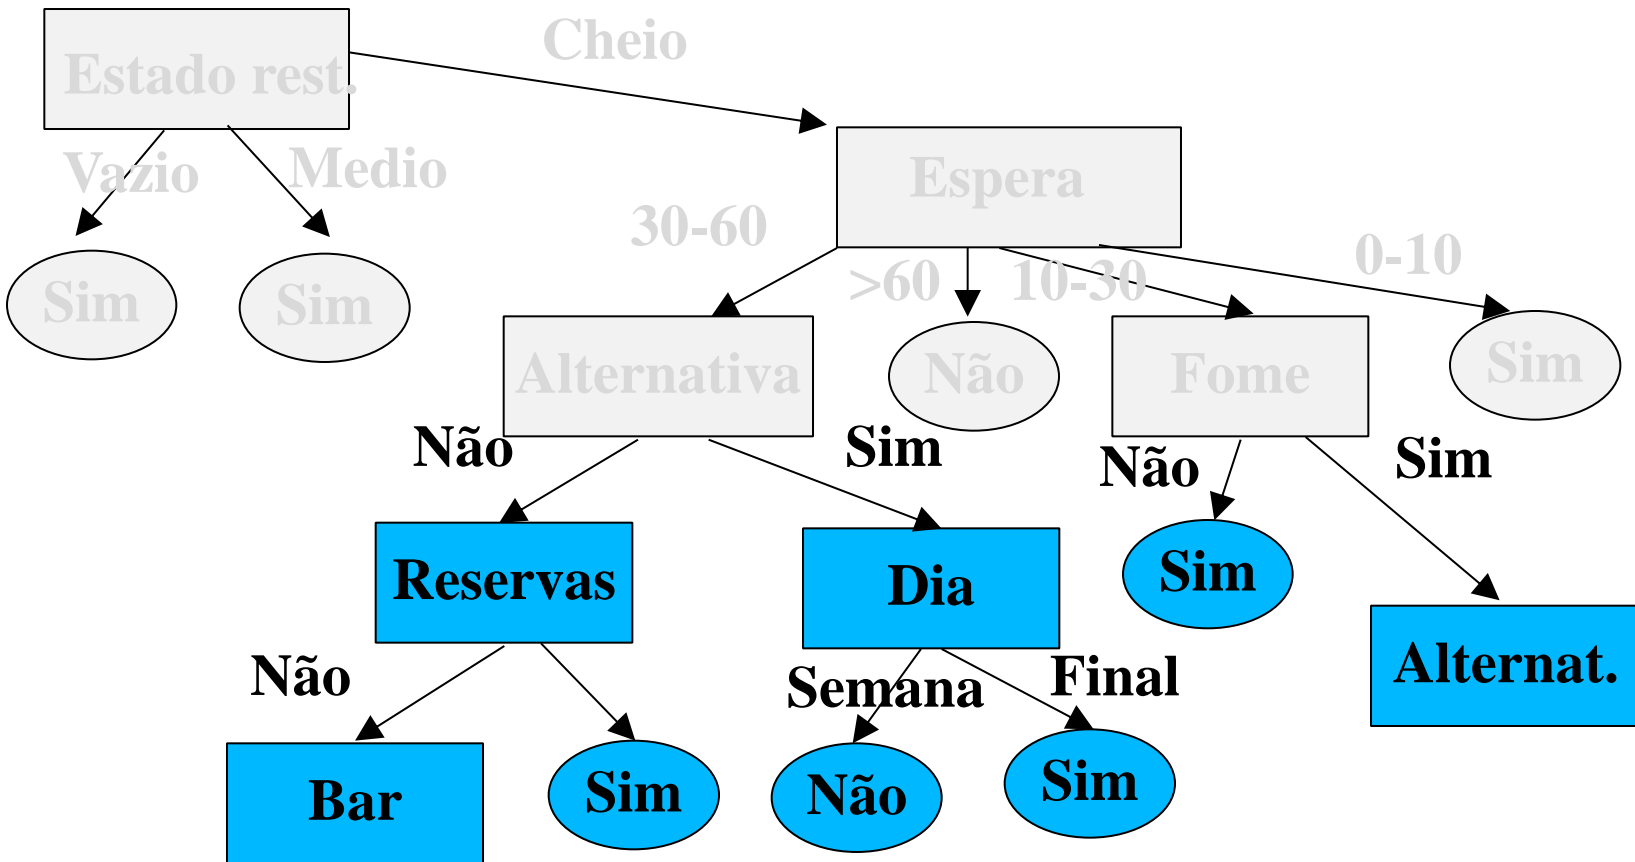 Cheio
Estado rest.
Vazio
Medio
Espera
30-60
0-10
>60
10-30
Sim
Sim
Alternativa
Não
Fome
Sim
Não
Sim
Não
Sim
Reservas
Dia
Sim
Alternat.
Não
Semana
Final
Bar
Sim
Não
Sim